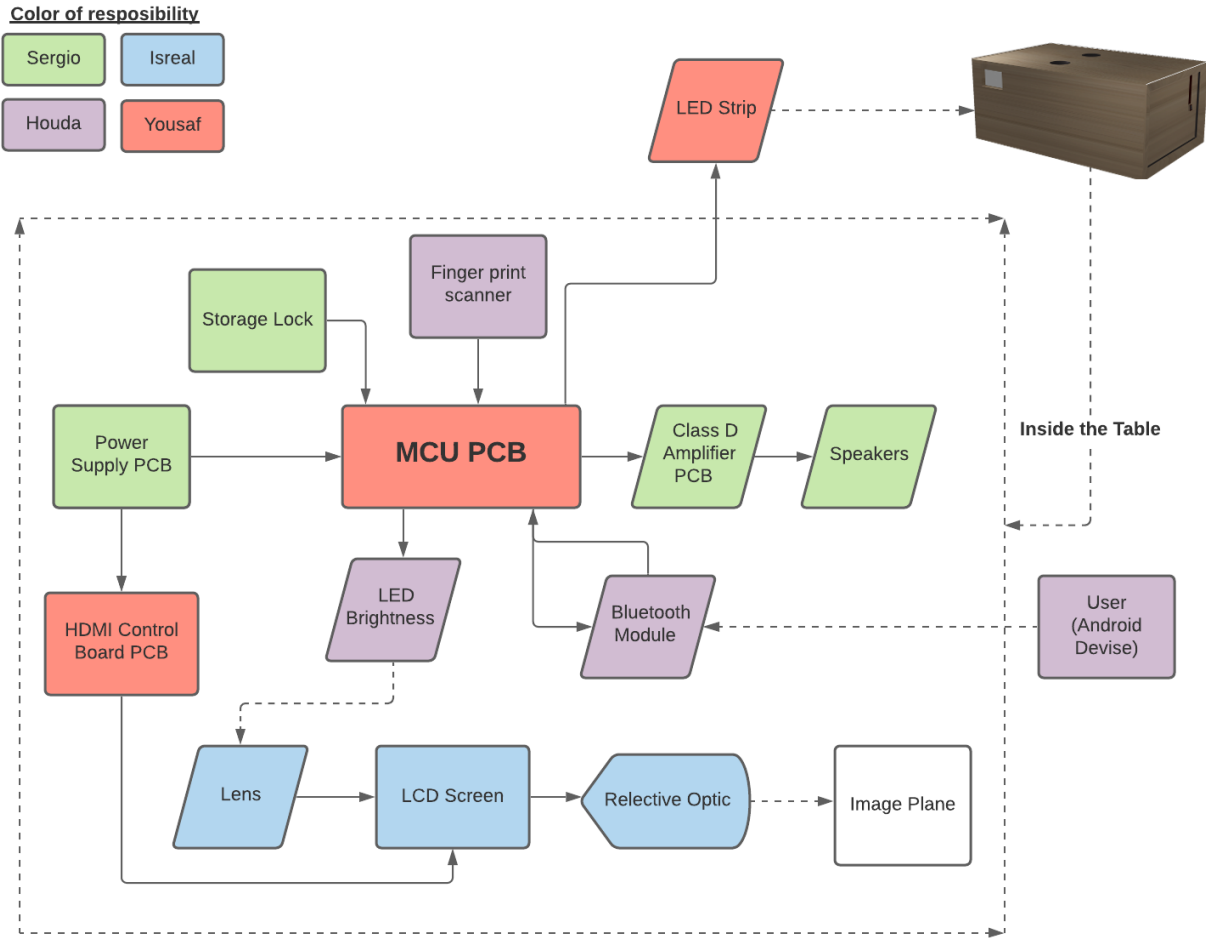 Color of resposibility
Sergio
Isreal
Houda
Yousaf
LED Strip
Finger print
scanner
Storage Lock
Power
Supply PCB
MCU PCB
Class D
Amplifier
PCB
Speakers
Inside the Table
HDMI Control
Board PCB
LED
Brightness
Bluetooth
Module
User
(Android
Devise)
Lens
LCD Screen
Relective Optic
Image Plane